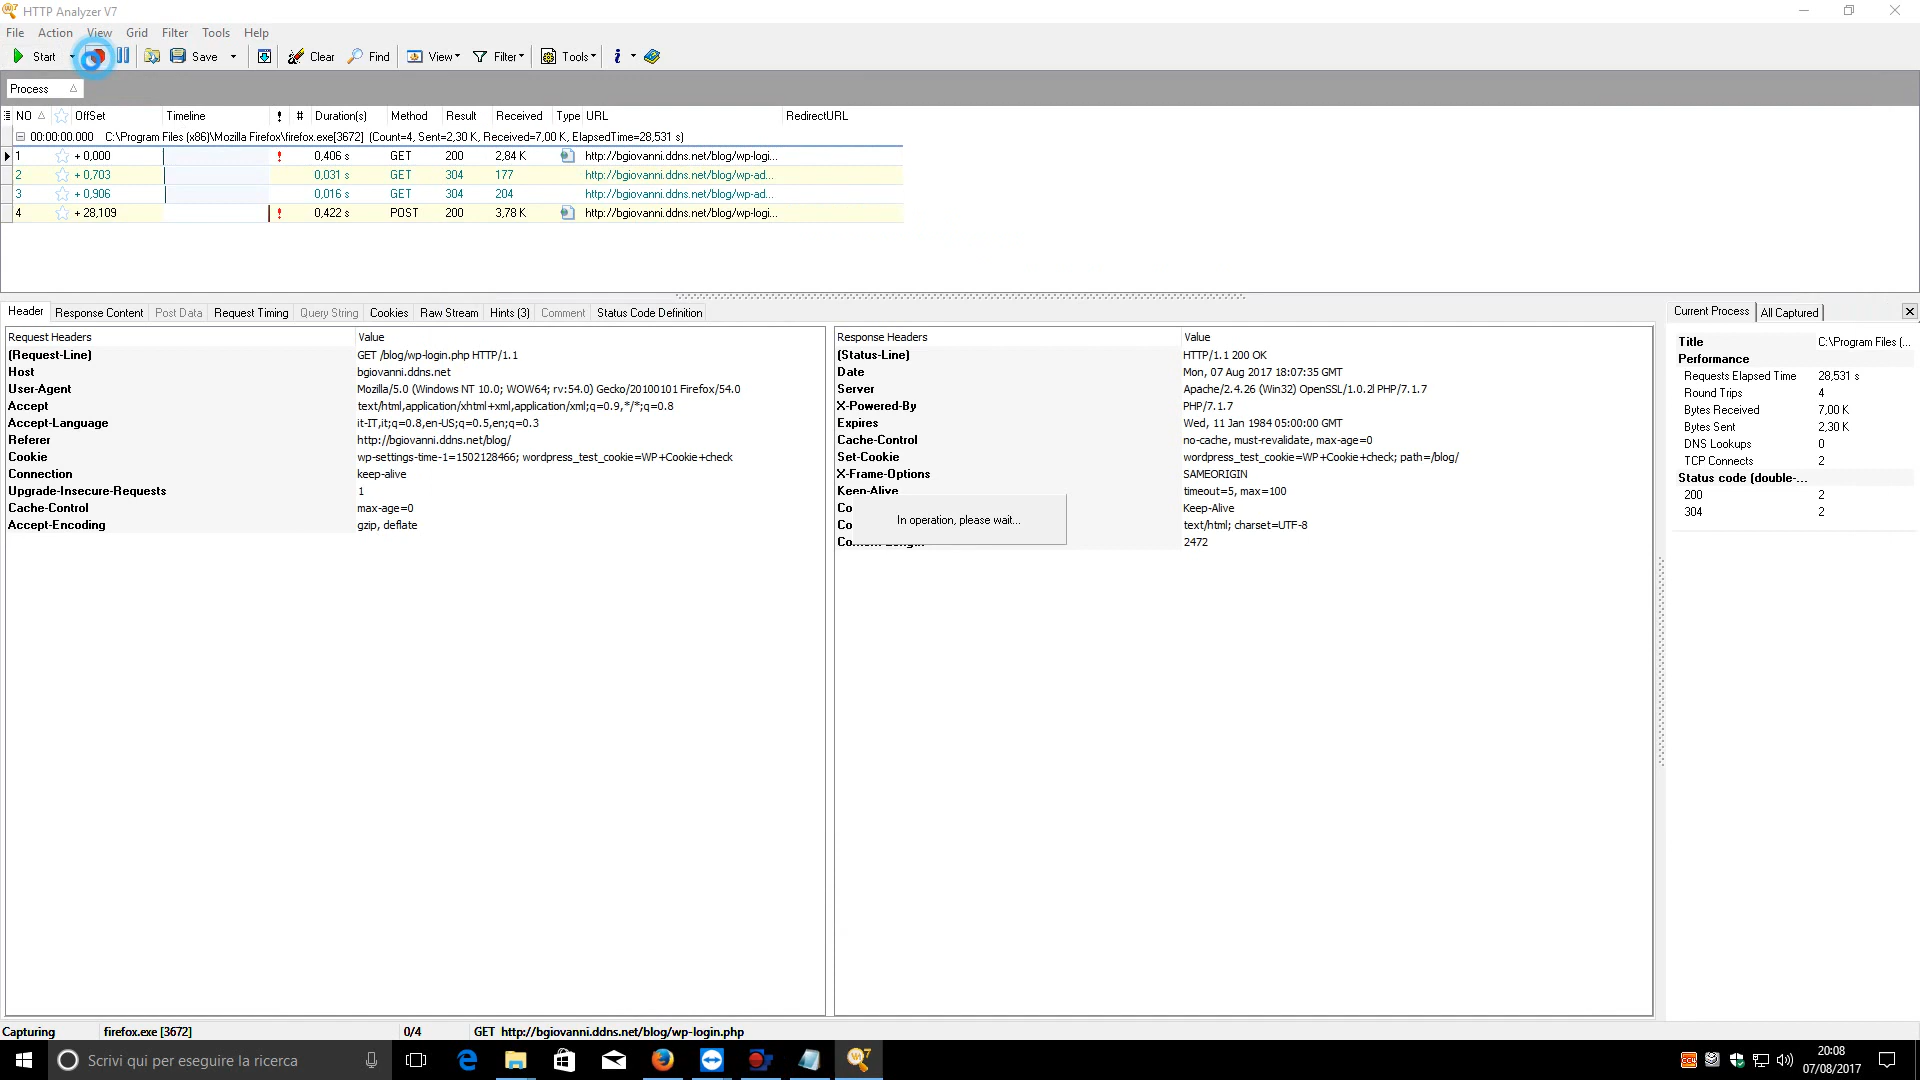 HTTP Analyzer V7
File Action View Grid Filter Tools Help
Start Save Clear Find View Filter Tools
Process
NO OffSet Timeline ! # Duration(s) Method Result Received Type URL RedirectURL
00:00:00.000 C:\Program Files (x86)\Mozilla Firefox\firefox.exe[3672] (Count=4, Sent=2,30 K, Received=7,00 K, ElapsedTime=28,531 s)
1 + 0,000 ! 0,406 s GET 200 2,84 K http://bgiovanni.ddns.net/blog/wp-logi...
2 + 0,703 0,031 s GET 304 177 http://bgiovanni.ddns.net/blog/wp-ad...
3 + 0,906 0,016 s GET 304 204 http://bgiovanni.ddns.net/blog/wp-ad...
4 + 28,109 ! 0,422 s POST 200 3,78 K http://bgiovanni.ddns.net/blog/wp-logi...
Header Response Content Post Data Request Timing Query String Cookies Raw Stream Hints (3) Comment Status Code Definition
Request Headers Value
(Request-Line) GET /blog/wp-login.php HTTP/1.1
Host bgiovanni.ddns.net
User-Agent Mozilla/5.0 (Windows NT 10.0; WOW64; rv:54.0) Gecko/20100101 Firefox/54.0
Accept text/html,application/xhtml+xml,application/xml;q=0.9,*/*;q=0.8
Accept-Language it-IT,it;q=0.8,en-US;q=0.5,en;q=0.3
Referer http://bgiovanni.ddns.net/blog/
Cookie wp-settings-time-1=1502128466; wordpress_test_cookie=WP+Cookie+check
Connection keep-alive
Upgrade-Insecure-Requests 1
Cache-Control max-age=0
Accept-Encoding gzip, deflate
Response Headers Value
(Status-Line) HTTP/1.1 200 OK
Date Mon, 07 Aug 2017 18:07:35 GMT
Server Apache/2.4.26 (Win32) OpenSSL/1.0.2l PHP/7.1.7
X-Powered-By PHP/7.1.7
Expires Wed, 11 Jan 1984 05:00:00 GMT
Cache-Control no-cache, must-revalidate, max-age=0
Set-Cookie wordpress_test_cookie=WP+Cookie+check; path=/blog/
X-Frame-Options SAMEORIGIN
Keep-Alive timeout=5, max=100
Co Keep-Alive
In operation, please wait...
Co text/html; charset=UTF-8
2472
Current Process All Captured
Title C:\Program Files (...
Performance
Requests Elapsed Time 28,531 s
Round Trips 4
Bytes Received 7,00 K
Bytes Sent 2,30 K
DNS Lookups 0
TCP Connects 2
Status code (double-...
200 2
304 2
Capturing firefox.exe [3672] 0/4 GET http://bgiovanni.ddns.net/blog/wp-login.php
Scrivi qui per eseguire la ricerca
20:08
07/08/2017